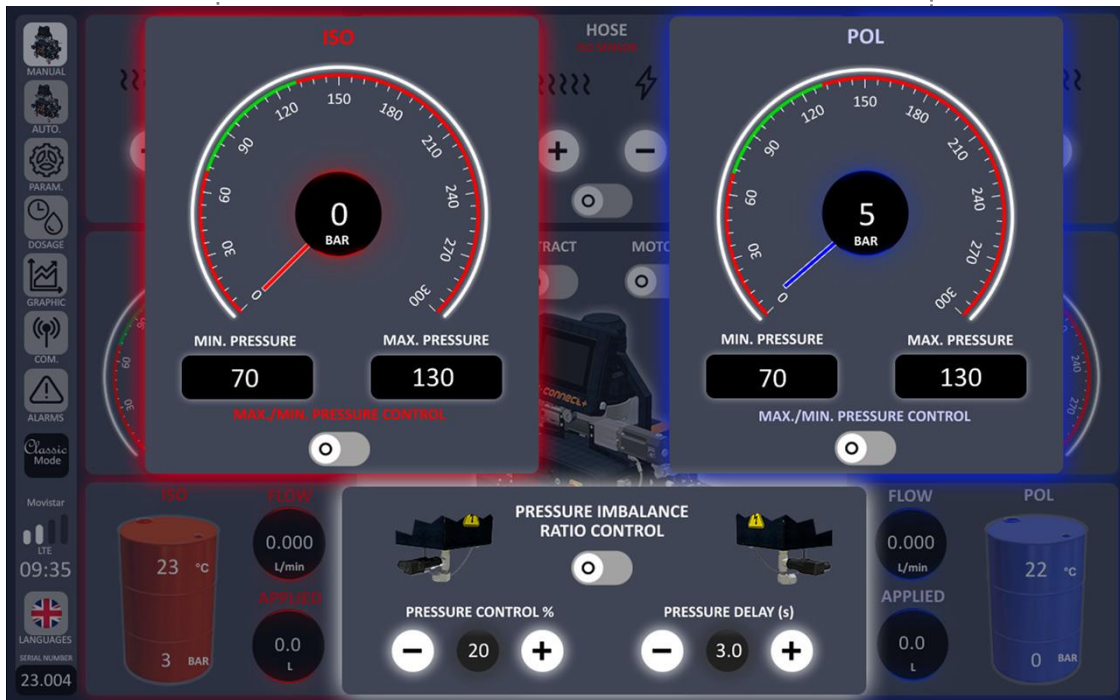 MANUAL
AUTO.
PARAM.
DOSAGE
GRAPHIC
COM.
ALARMS
Classic
Mode
Movistar
LTE
09:35
LANGUAGES
SERIAL NUMBER
23.004
ISO
0
30
60
90
120
150
180
210
240
270
300
0
BAR
MIN. PRESSURE
MAX. PRESSURE
70
130
MAX./MIN. PRESSURE CONTROL
HOSE
TRACT
MOTO
CONNECT+
POL
0
30
60
90
120
150
180
210
240
270
300
5
BAR
MIN. PRESSURE
MAX. PRESSURE
70
130
MAX./MIN. PRESSURE CONTROL
30
60
240
270
ISO
23 °C
3 BAR
FLOW
0.000
L/min
APPLIED
0.0
L
PRESSURE IMBALANCE
RATIO CONTROL
PRESSURE CONTROL %
20
PRESSURE DELAY (s)
3.0
FLOW
0.000
L/min
APPLIED
0.0
L
POL
22 °C
0 BAR